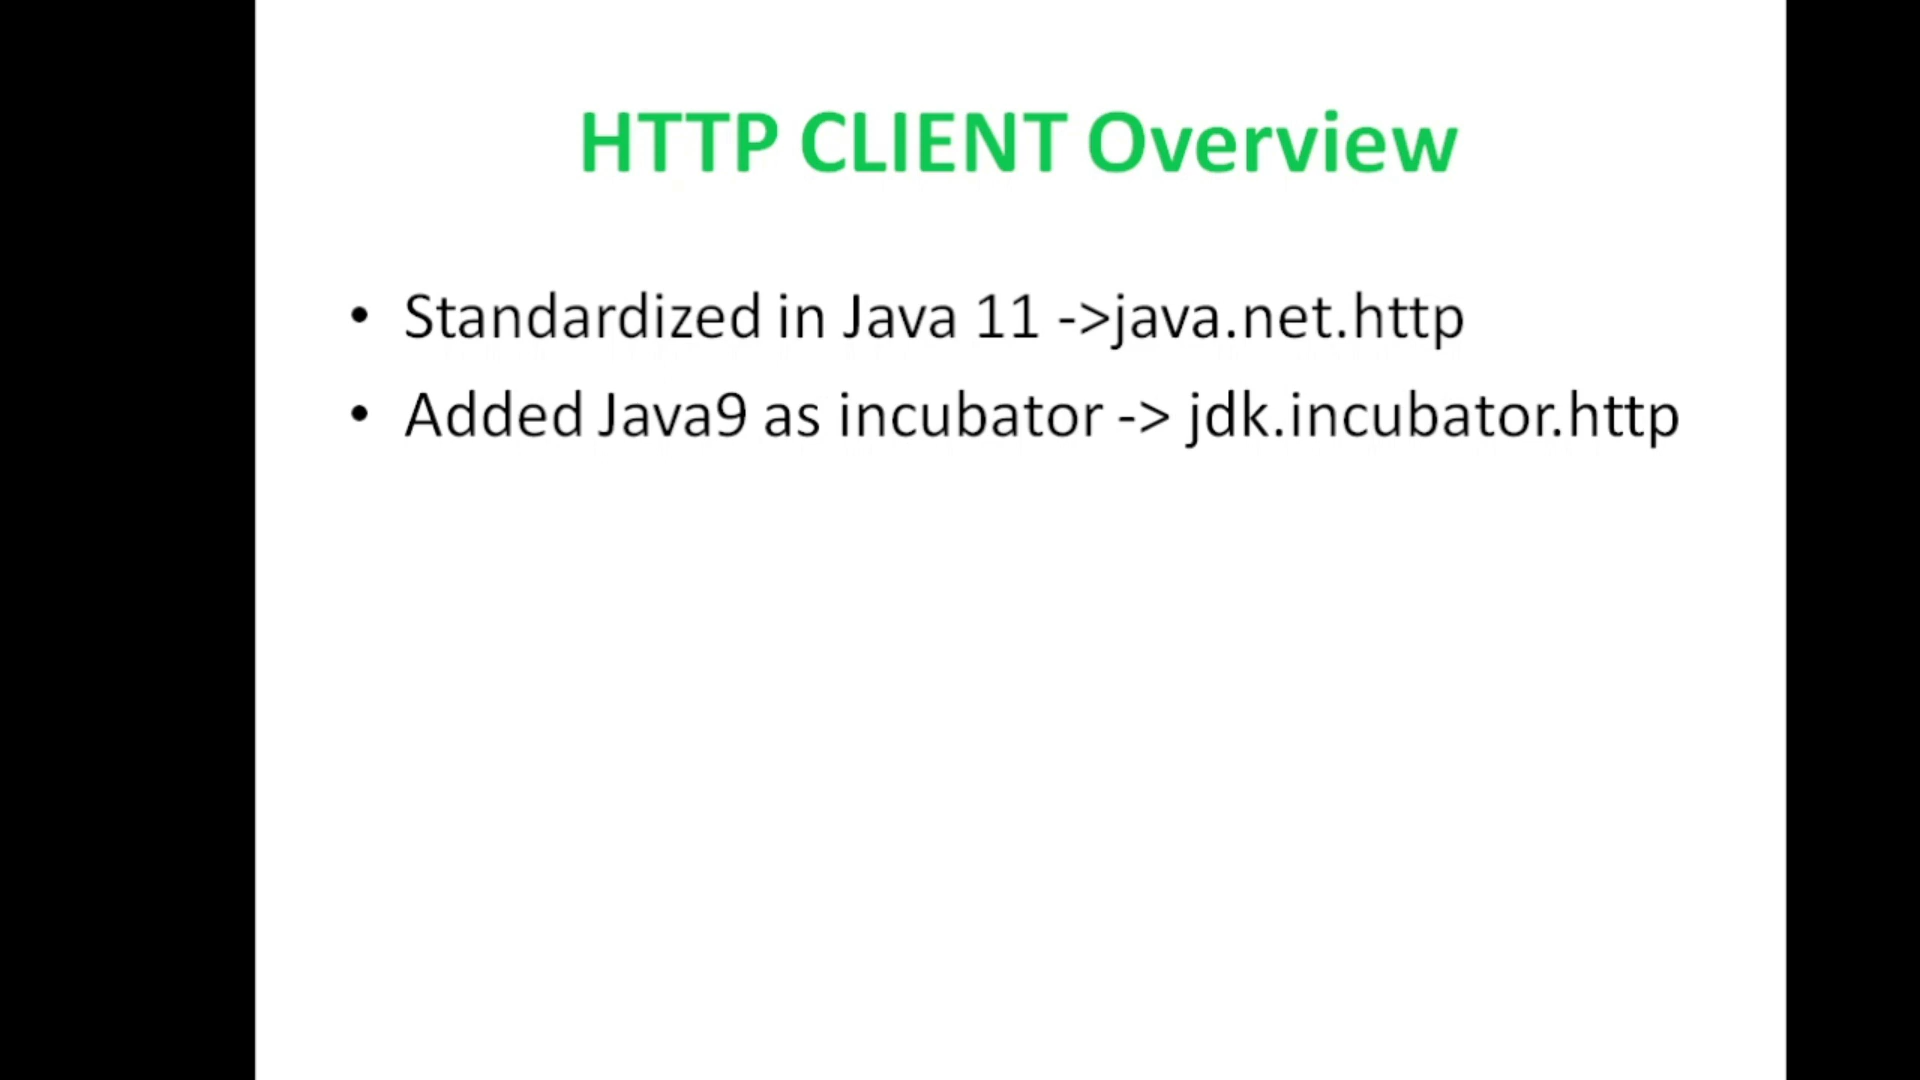 HTTP CLIENT Overview
• Standardized in Java 11 ->java.net.http
• Added Java9 as incubator -> jdk.incubator.http